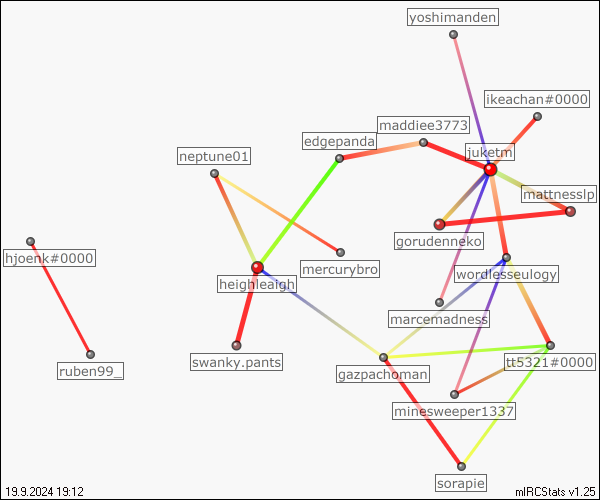 yoshimanden
ikeachan#0000
maddiee3773
edgepanda
juketm
neptune01
mattnesslp
gorudenneko
hjoenk#0000
mercurybro
wordlesseulogy
heighleaigh
marcemadness
swanky.pants
tt5321#0000
ruben99_
gazpachoman
minesweeper1337
sorapie
19.9.2024 19:12
mIRCStats v1.25